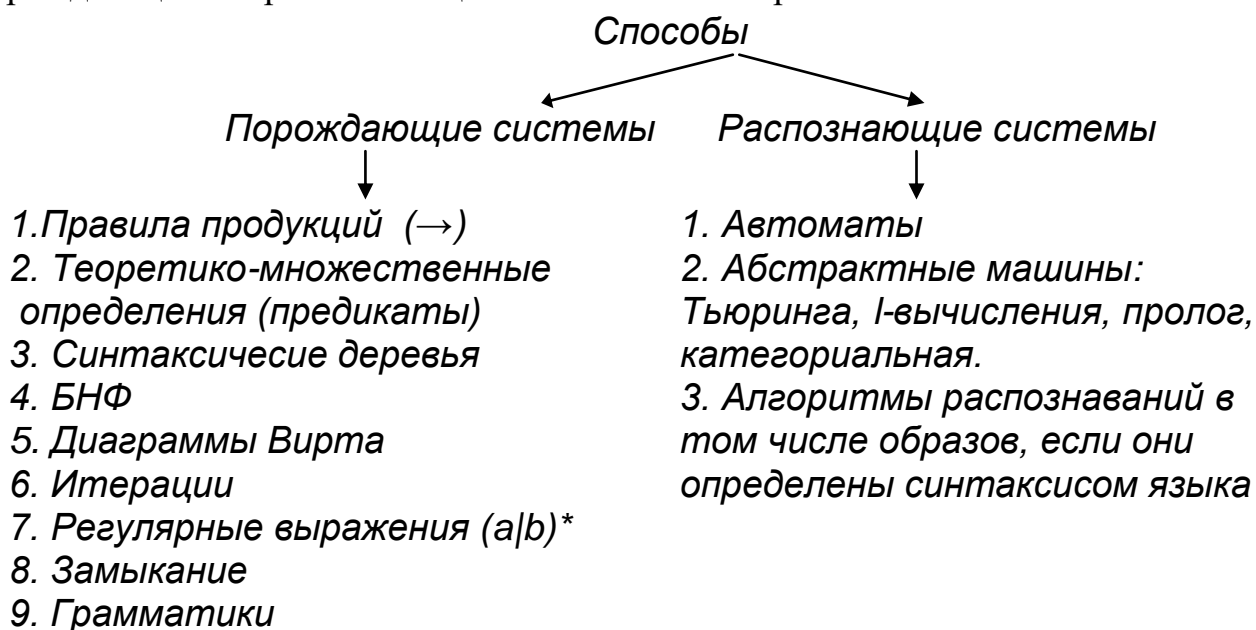 Способы
Порождающие системы
Распознающие системы
1.Правила продукций (→)
2. Теоретико-множественные
определения (предикаты)
3. Синтаксичесие деревья
4. БНФ
5. Диаграммы Вирта
6. Итерации
7. Регулярные выражения (a|b)*
8. Замыкание
9. Грамматики
1. Автоматы
2. Абстрактные машины:
Тьюринга, l-вычисления, пролог,
категориальная.
3. Алгоритмы распознаваний в
том числе образов, если они
определены синтаксисом языка